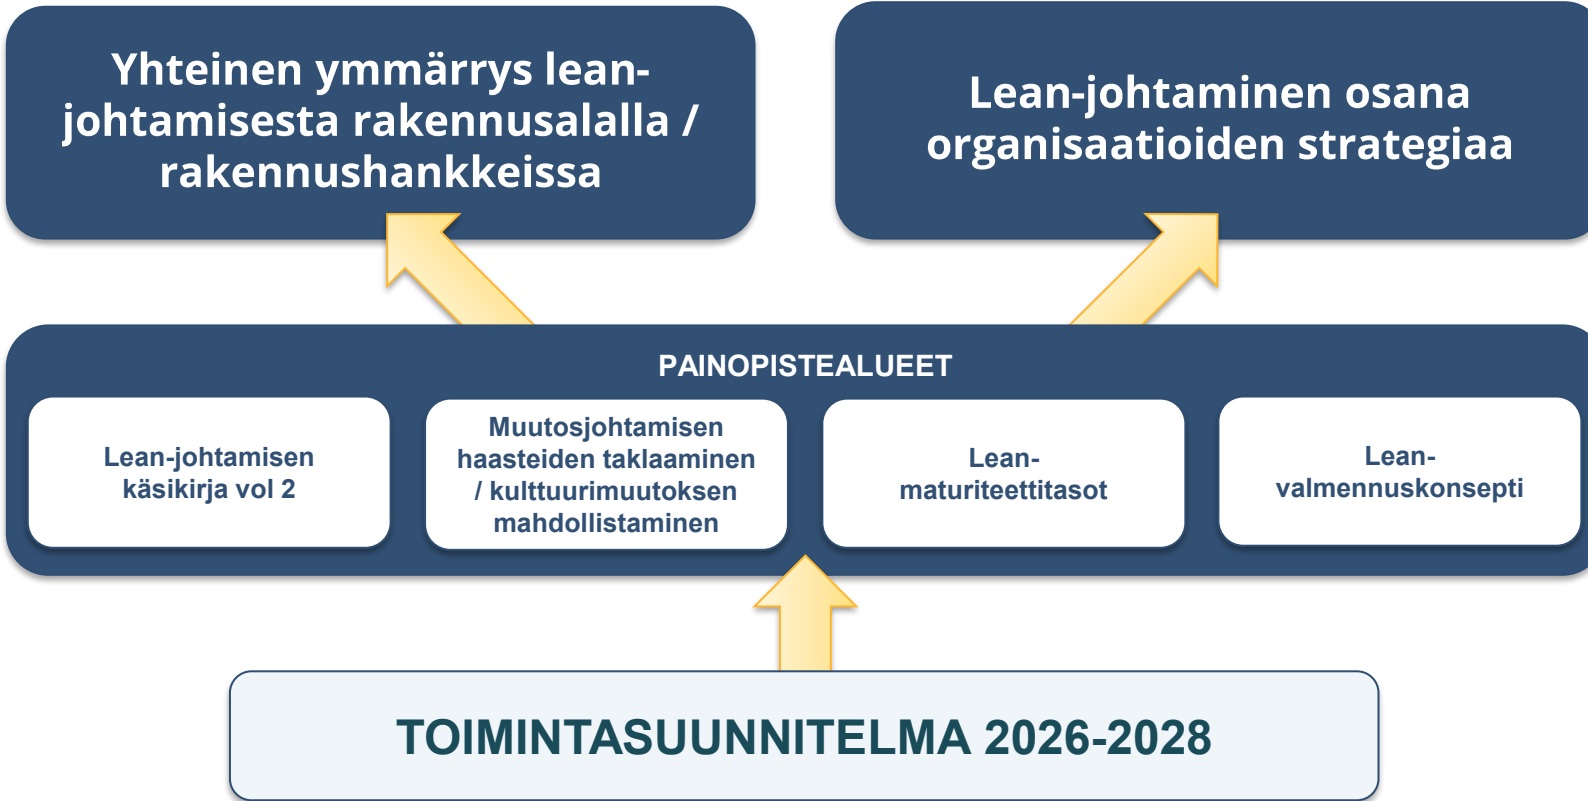 Yhteinen ymmärrys lean-
johtamisesta rakennusalalla /
rakennushankkeissa
Lean-johtaminen osana
organisaatioiden strategiaa
PAINOPISTEALUEET
Lean-johtamisen
käsikirja vol 2
Muutosjohtamisen
haasteiden taklaaminen
/ kulttuurimuutoksen
mahdollistaminen
Lean-
maturiteettitasot
Lean-
valmennuskonsepti
TOIMINTASUUNNITELMA 2026-2028